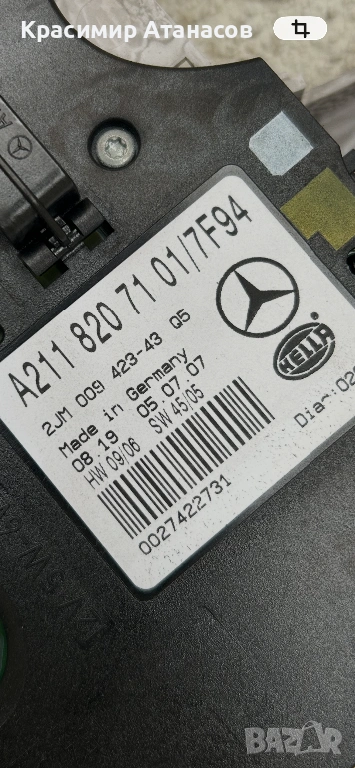 Красимир Атанасов
A211 820 71 01/7F94
2JM 009 423-43 Q5
Made in Germany
08:19 05.07.07
HW 09/06 SW 45/05
0027422731
HELLA
BAZAR